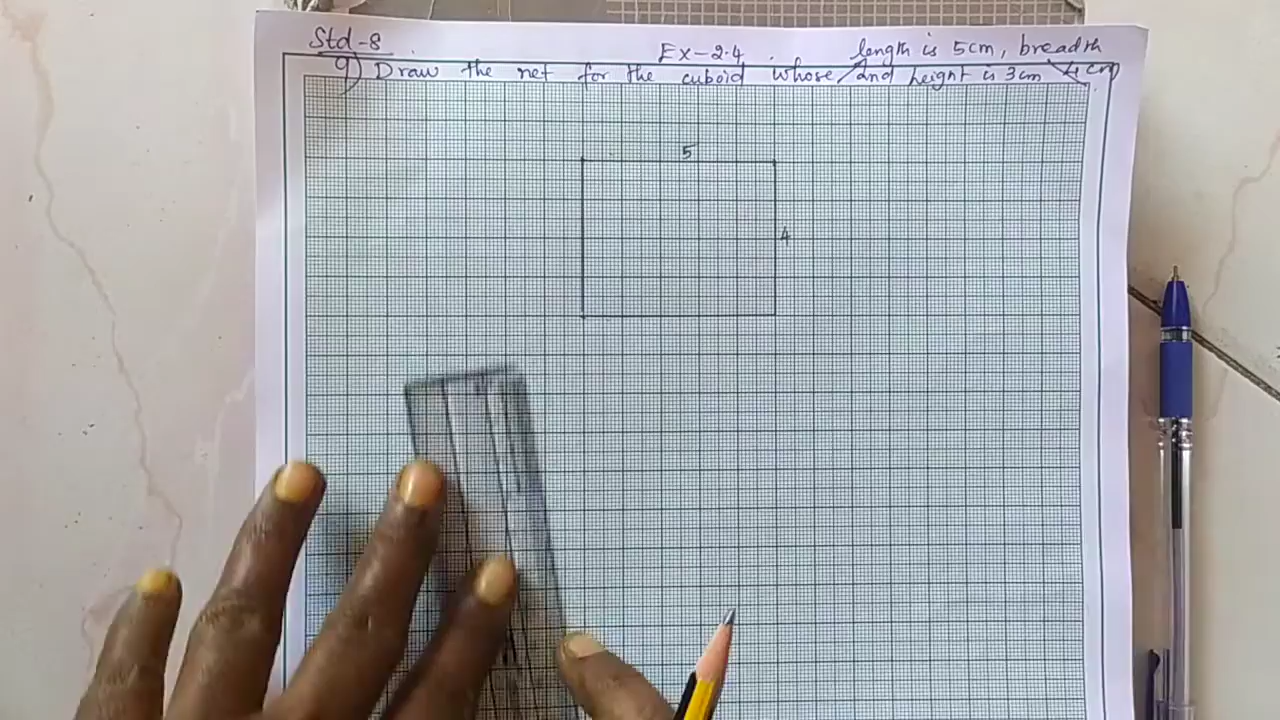 Std-8
Ex-2.4
length is 5cm, breadth
9) Draw the net for the cuboid whose and height is 3cm 4cm
5
4